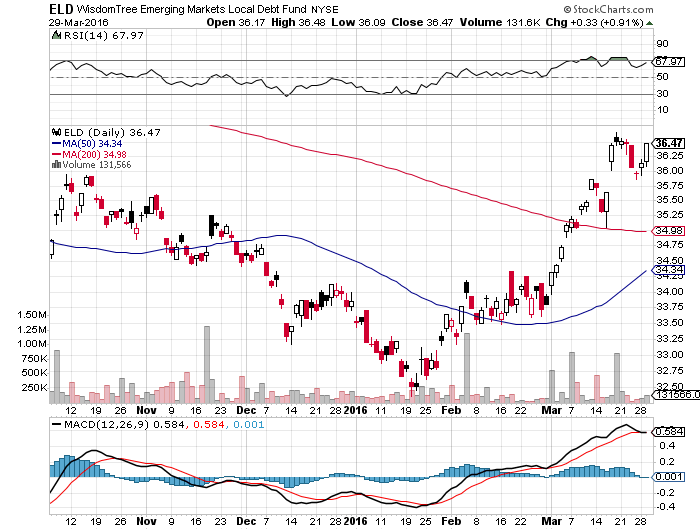 ELD WisdomTree Emerging Markets Local Debt Fund NYSE © StockCharts.com
29-Mar-2016 Open 36.17 High 36.48 Low 36.09 Close 36.47 Volume 131.6K Chg +0.33 (+0.91%)
RSI(14) 67.97
90
67.97
50
30
10
ELD (Daily) 36.47
MA(50) 34.34
MA(200) 34.98
Volume 131,566
36.47
36.25
36.00
35.75
35.50
35.25
34.98
34.75
34.50
34.34
34.25
34.00
33.75
33.50
33.25
33.00
32.75
32.50
1.50M
1.25M
1.00M
750K
500K
250K
131566.0
12 19 26 Nov 9 16 23 Dec 7 14 21 28 2016 11 19 25 Feb 8 16 22 Mar 7 14 21 28
MACD(12,26,9) 0.584, 0.584, 0.001
0.584
0.4
0.2
0.001
-0.2
-0.4
12 19 26 Nov 9 16 23 Dec 7 14 21 28 2016 11 19 25 Feb 8 16 22 Mar 7 14 21 28